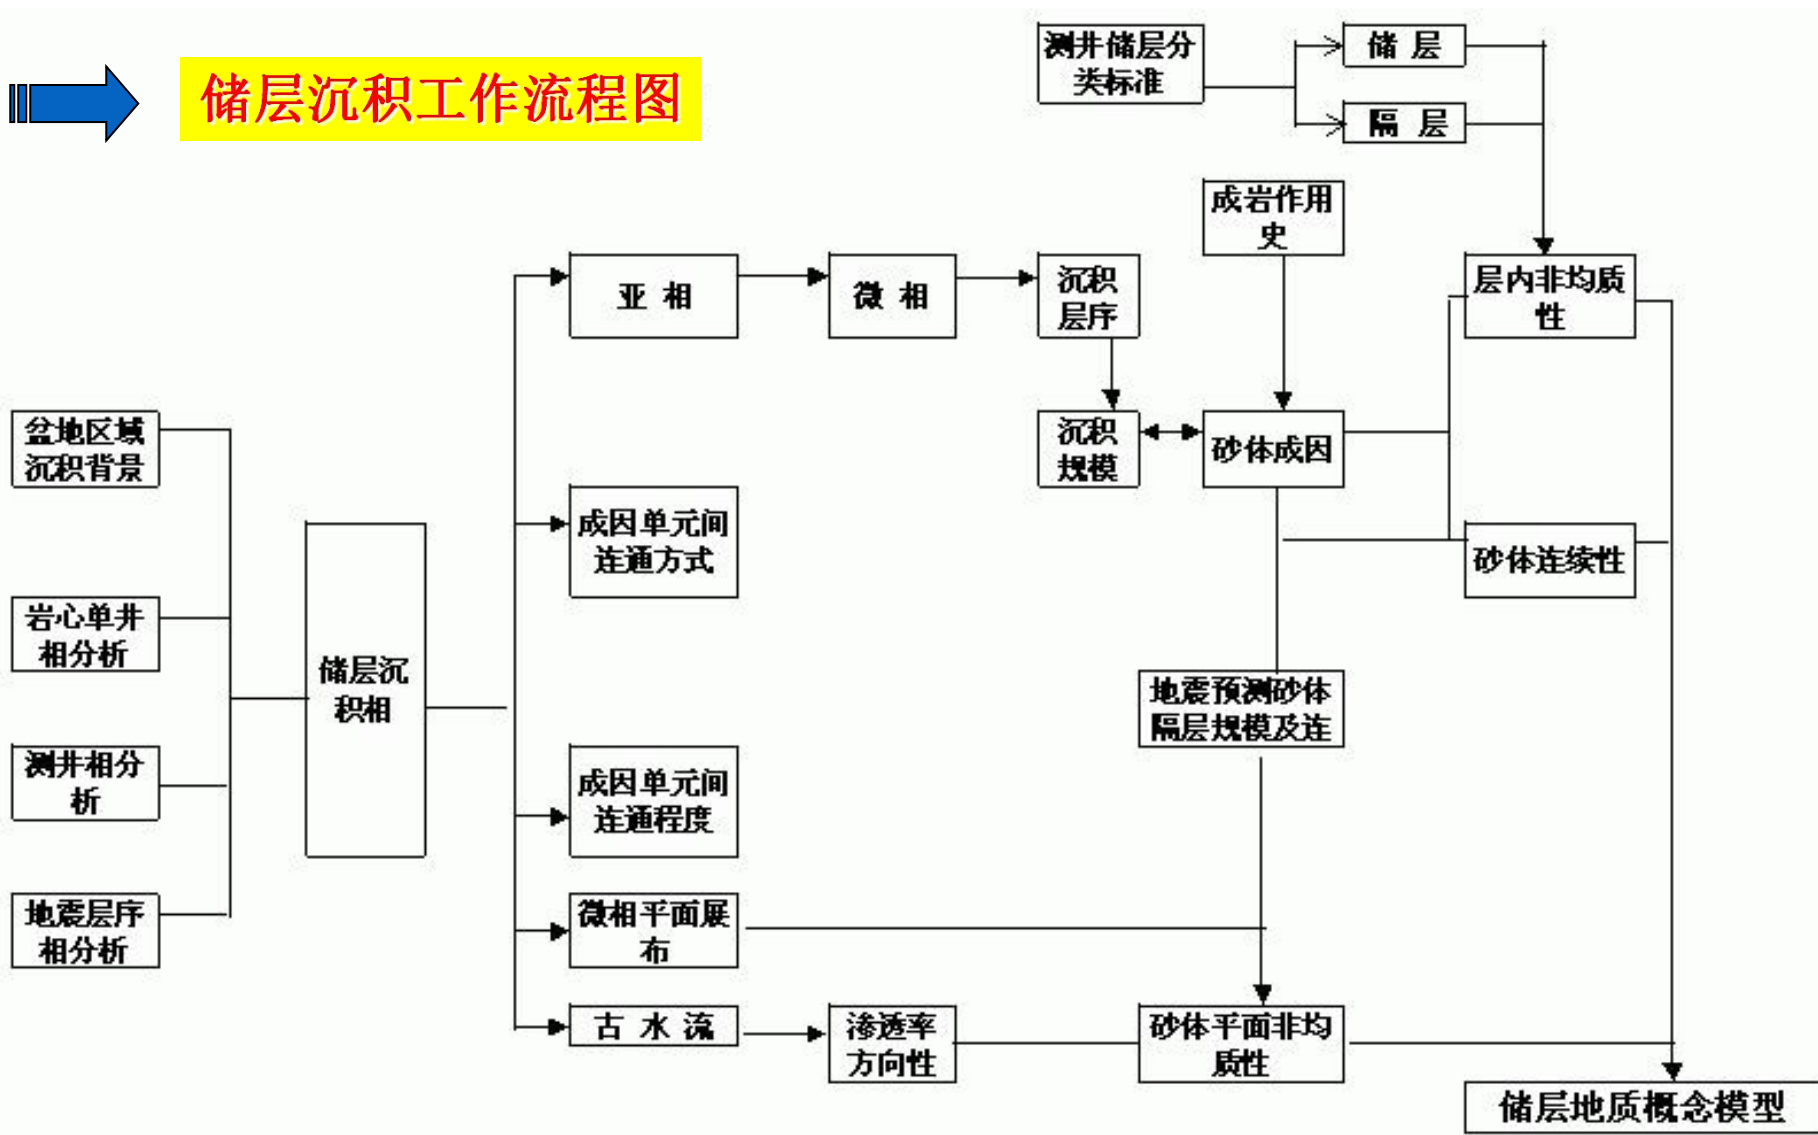 储层沉积工作流程图
测井储层分
类标准
储 层
隔 层
成岩作用
史
亚 相
微 相
沉积
层序
层内非均质
性
盆地区域
沉积背景
沉积
规模
砂体成因
成因单元间
连通方式
砂体连续性
岩心单井
相分析
储层沉
积相
地震预测砂体
隔层规模及连
测井相分
析
成因单元间
连通程度
地震层序
相分析
微相平面展
布
古 水 流
渗透率
方向性
砂体平面非均
质性
储层地质概念模型